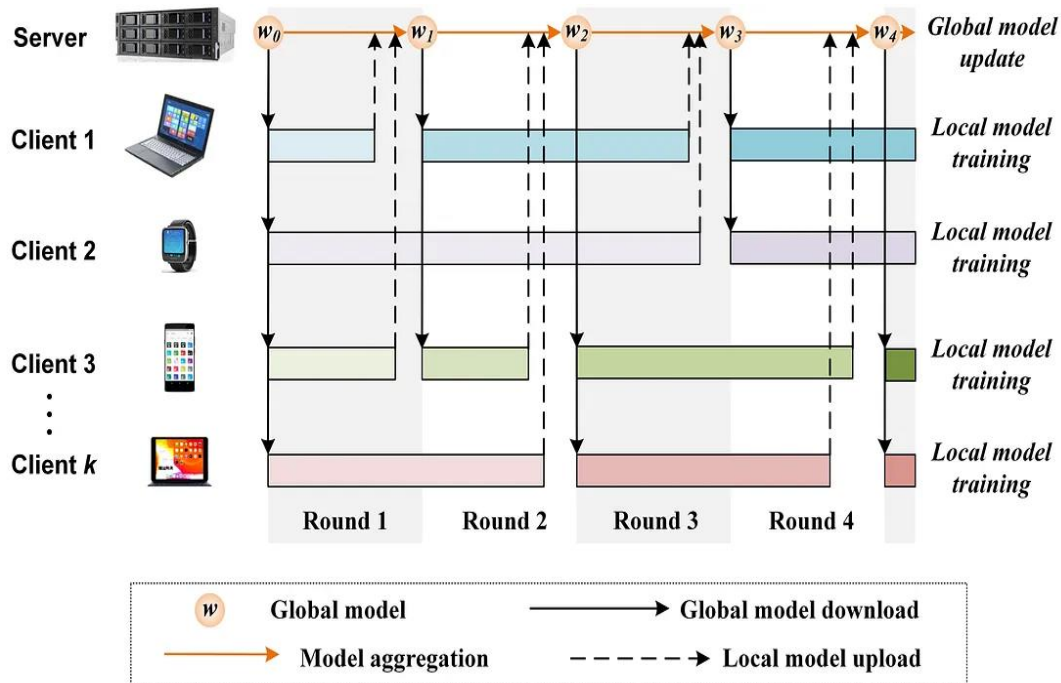 Server
w0
w1
w2
w3
w4
Global model
update
Client 1
Local model
training
Client 2
Local model
training
Client 3
Local model
training
Client k
Local model
training
Round 1
Round 2
Round 3
Round 4
w
Global model
Global model download
Model aggregation
Local model upload